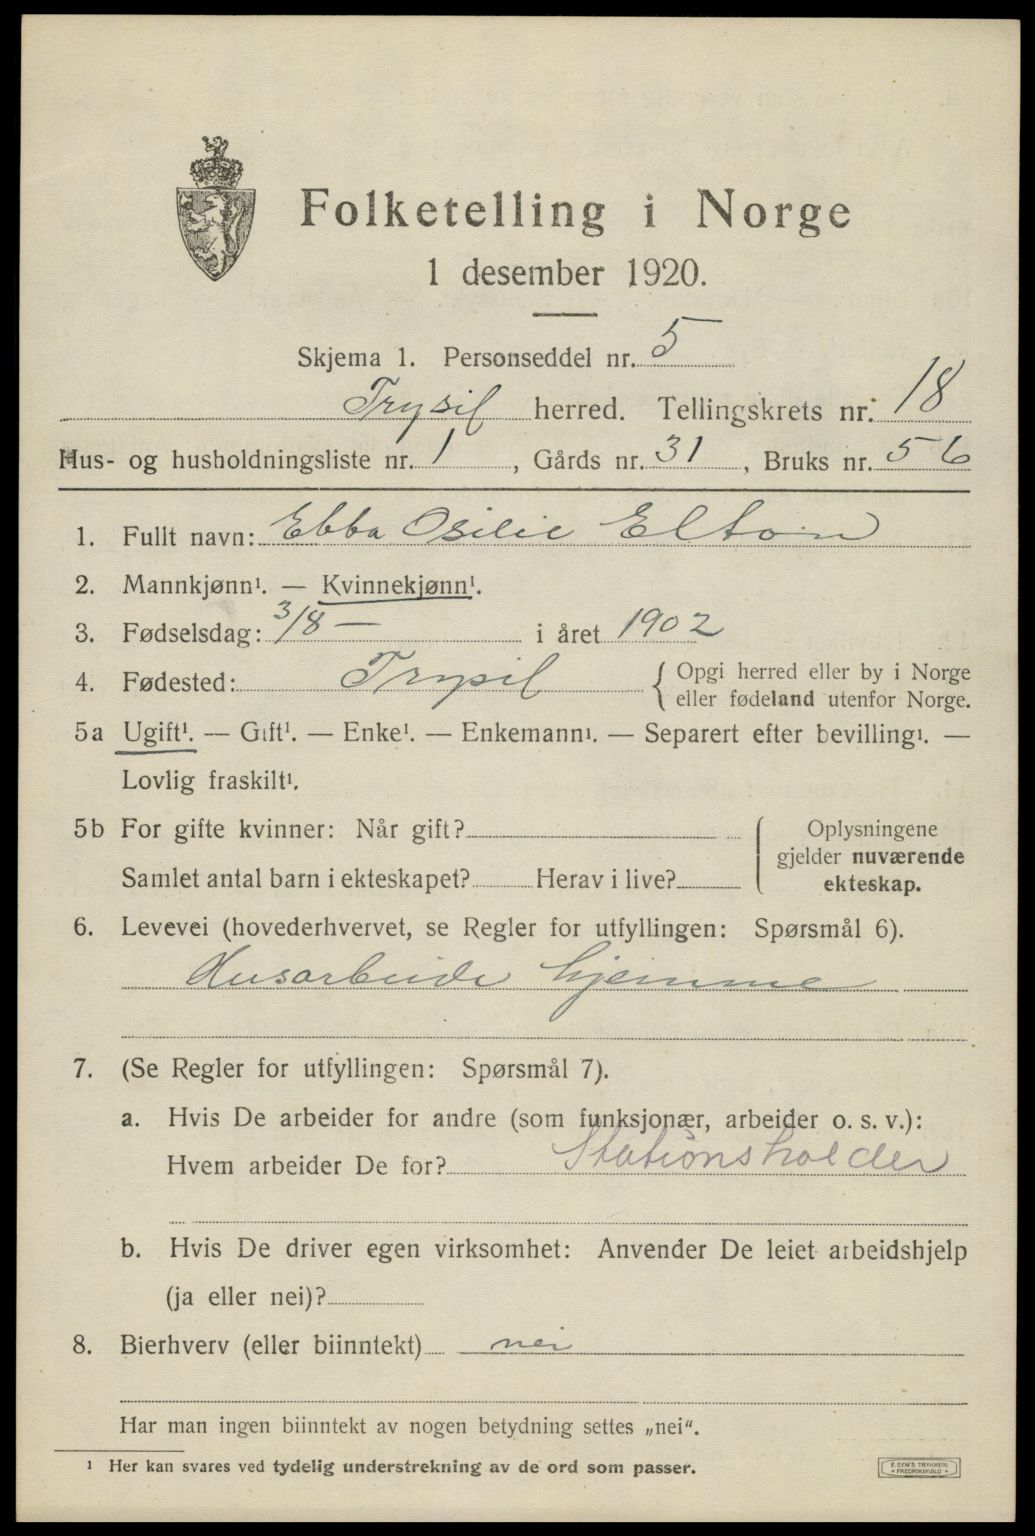 Folketelling i Norge
1 desember 1920.
Skjema 1. Personseddel nr. 5
Trysil herred. Tellingskrets nr. 18
Hus- og husholdningsliste nr. 1, Gårds nr. 31, Bruks nr. 56
1. Fullt navn: Ebba Osilie Elton
2. Mannkjønn¹. — Kvinnekjønn¹.
3. Fødselsdag: 3/8 — i året 1902
4. Fødested: Trysil { Opgi herred eller by i Norge
eller fødeland utenfor Norge.
5a Ugift¹. — Gift¹. — Enke¹. — Enkemann¹. — Separert efter bevilling¹. —
Lovlig fraskilt¹.
5b For gifte kvinner: Når gift?
Samlet antal barn i ekteskapet? Herav i live?
Oplysningene
gjelder nuværende
ekteskap.
6. Levevei (hovederhvervet, se Regler for utfyllingen: Spørsmål 6).
Husarbeide hjemme
7. (Se Regler for utfyllingen: Spørsmål 7).
a. Hvis De arbeider for andre (som funksjonær, arbeider o. s. v.):
Hvem arbeider De for? Stationsholder
b. Hvis De driver egen virksomhet: Anvender De leiet arbeidshjelp
(ja eller nei)?
8. Bierhverv (eller biinntekt) nei
Har man ingen biinntekt av nogen betydning settes „nei“.
¹ Her kan svares ved tydelig understrekning av de ord som passer.
E. SEM'S TRYKKERI
FREDRIKSHALD